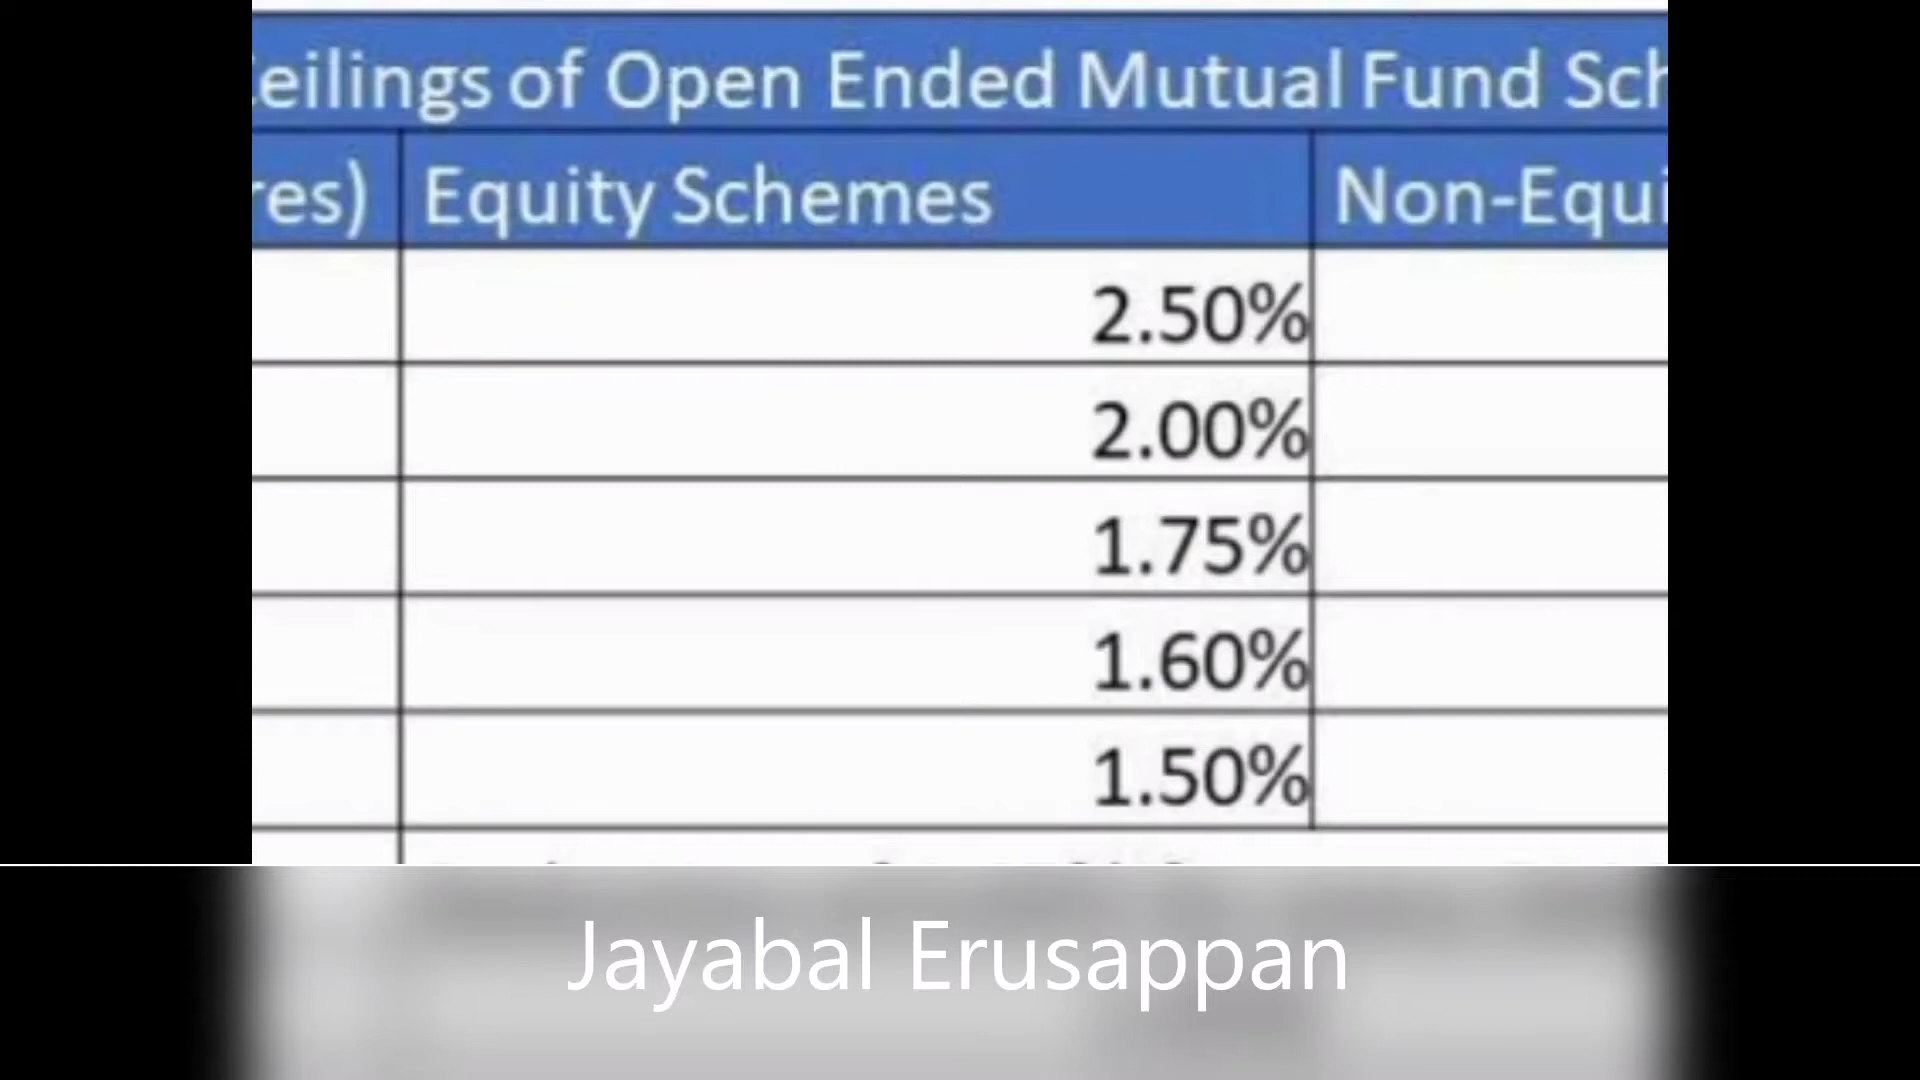 eilings of Open Ended Mutual Fund Sch
res) Equity Schemes Non-Equi
2.50%
2.00%
1.75%
1.60%
1.50%
Jayabal Erusappan